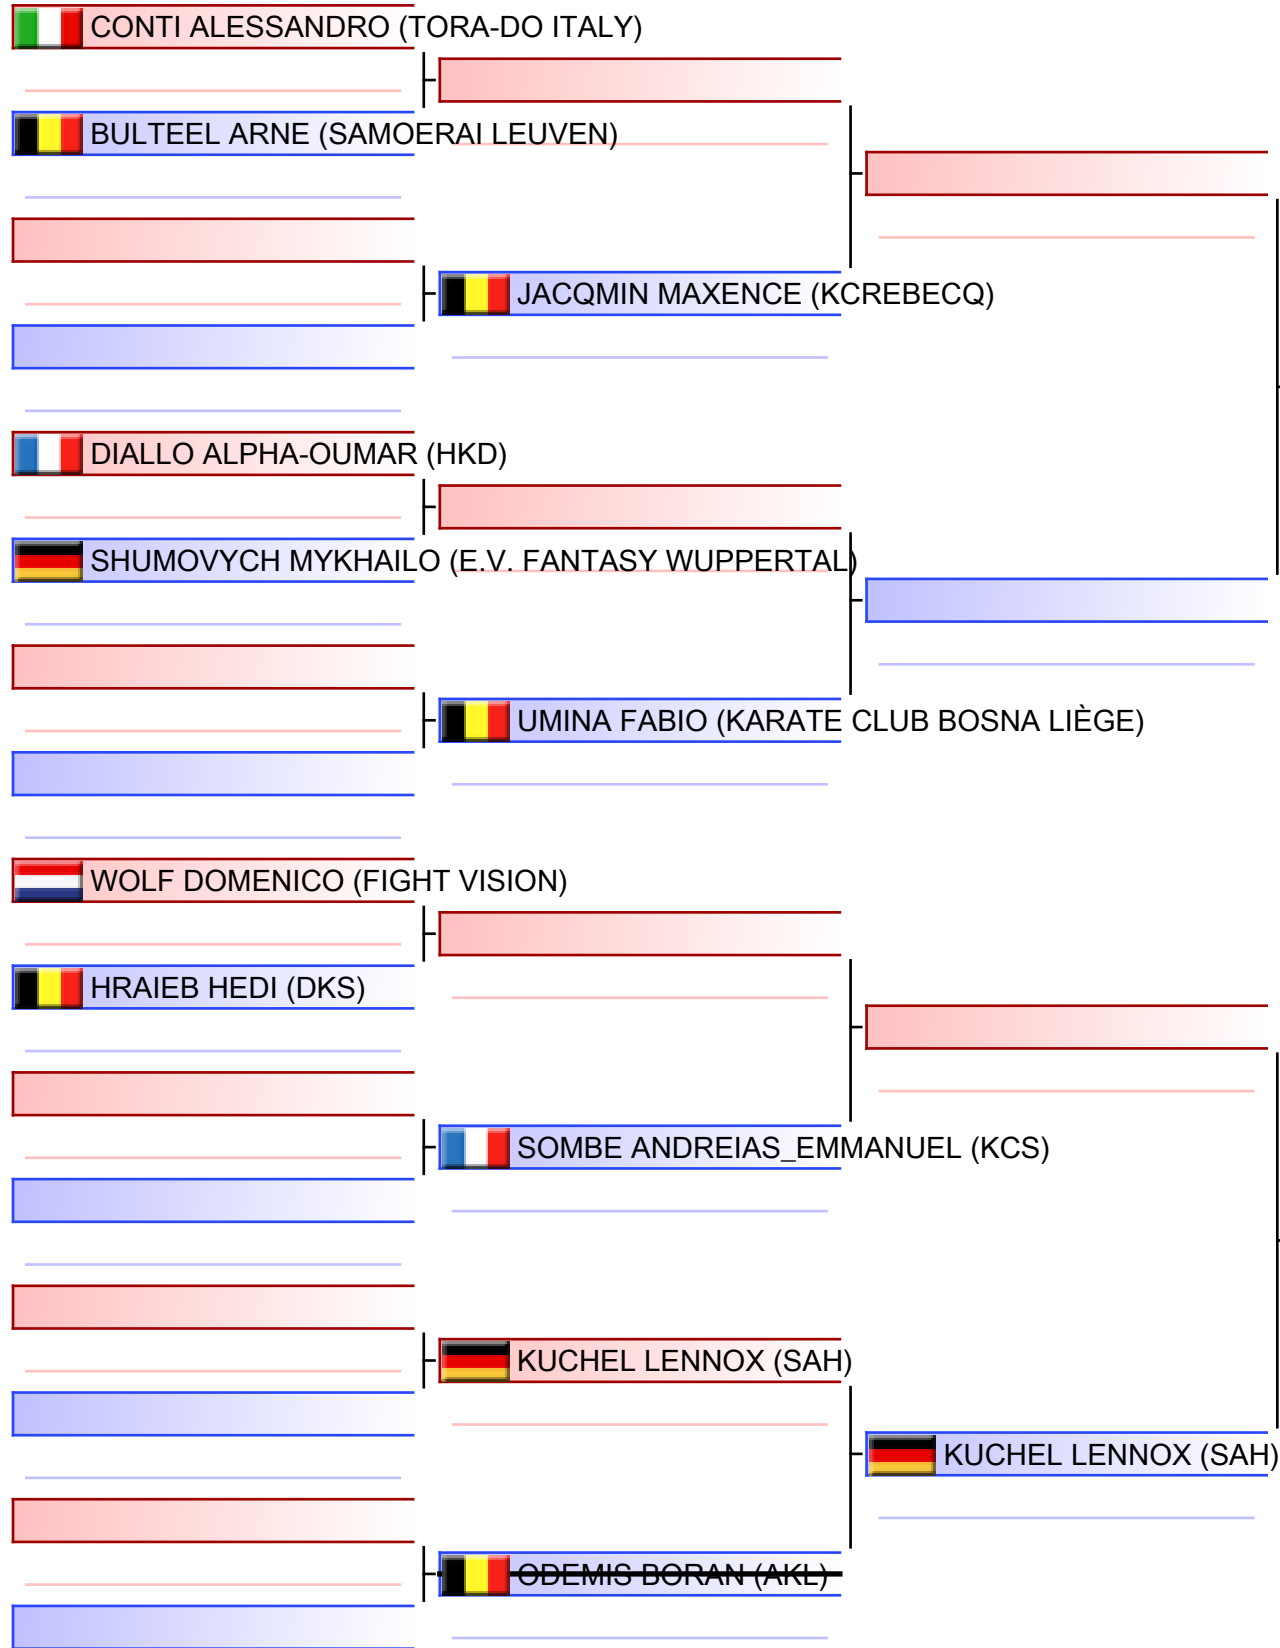 CONTI ALESSANDRO (TORA-DO ITALY)
BULTEEL ARNE (SAMOERAI LEUVEN)
JACQMIN MAXENCE (KCREBECQ)
DIALLO ALPHA-OUMAR (HKD)
SHUMOVYCH MYKHAILO (E.V. FANTASY WUPPERTAL)
UMINA FABIO (KARATE CLUB BOSNA LIÈGE)
WOLF DOMENICO (FIGHT VISION)
HRAIEB HEDI (DKS)
SOMBE ANDREIAS_EMMANUEL (KCS)
KUCHEL LENNOX (SAH)
KUCHEL LENNOX (SAH)
ODEMIS BORAN (AKL)